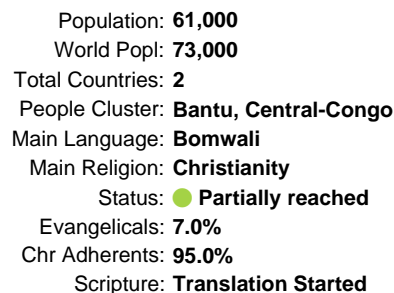 Population: 61,000
World Popl: 73,000
Total Countries: 2
People Cluster: Bantu, Central-Congo
Main Language: Bomwali
Main Religion: Christianity
Status: Partially reached
Evangelicals: 7.0%
Chr Adherents: 95.0%
Scripture: Translation Started